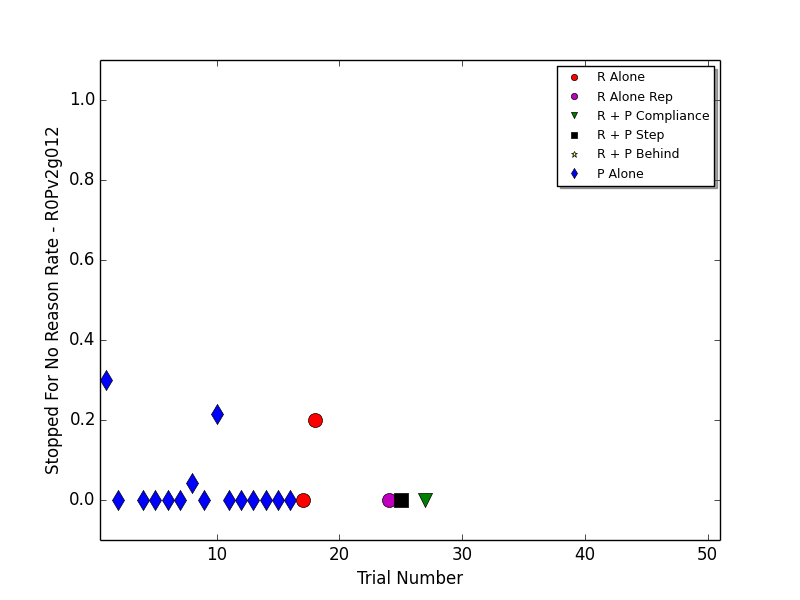 R Alone
R Alone Rep
R + P Compliance
R + P Step
R + P Behind
P Alone
1.0
0.8
0.6
0.4
0.2
0.0
Stopped For No Reason Rate - R0Pv2g012
10 20 30 40 50
Trial Number